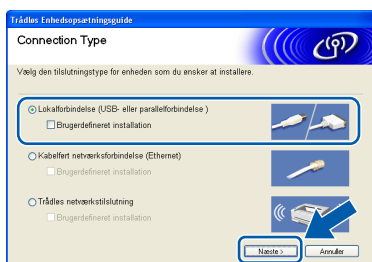 Trådløs Enhedsopsætningsguide
Connection Type
Vælg den tilslutningstype for enheden som du ønsker at installere.
Lokalforbindelse (USB- eller parallelforbindelse )
Brugerdefineret installation
Kabelført netværksforbindelse (Ethernet)
Brugerdefineret installation
Trådløs netværkstilslutning
Brugerdefineret installation
Næste >
Annuller